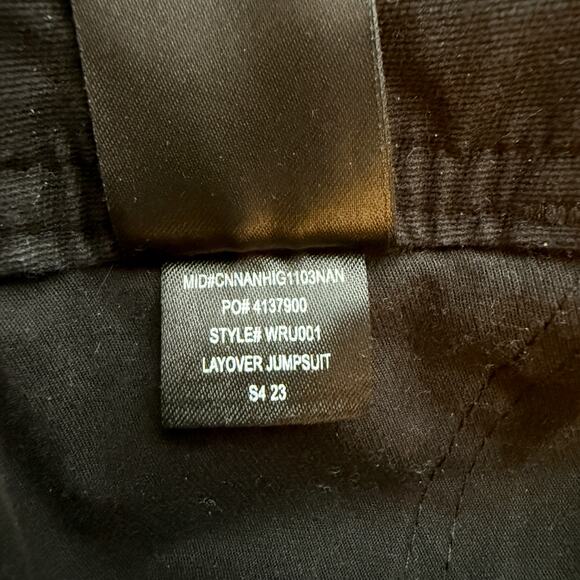 MID#CNNANHIG1103NAN
PO# 4137900
STYLE# WRU001
LAYOVER JUMPSUIT
S4 23